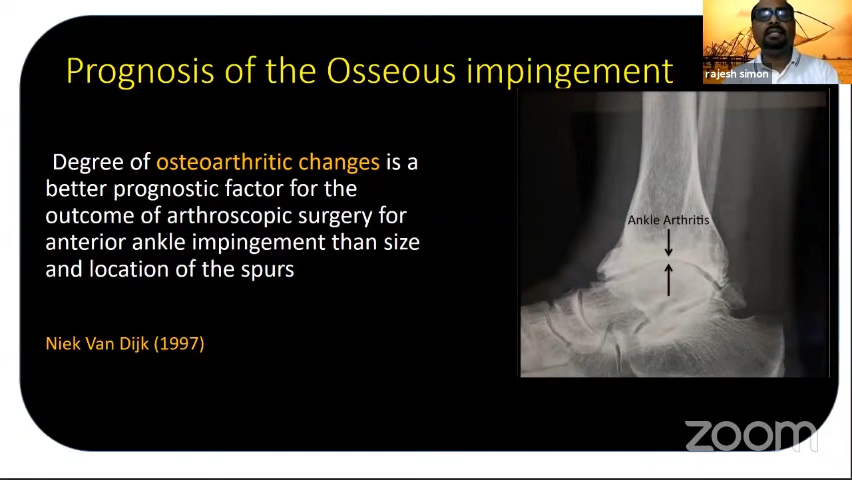 Prognosis of the Osseous impingement
rajesh simon
Degree of osteoarthritic changes is a
better prognostic factor for the
outcome of arthroscopic surgery for
anterior ankle impingement than size
and location of the spurs
Ankle Arthritis
Niek Van Dijk (1997)
zoom